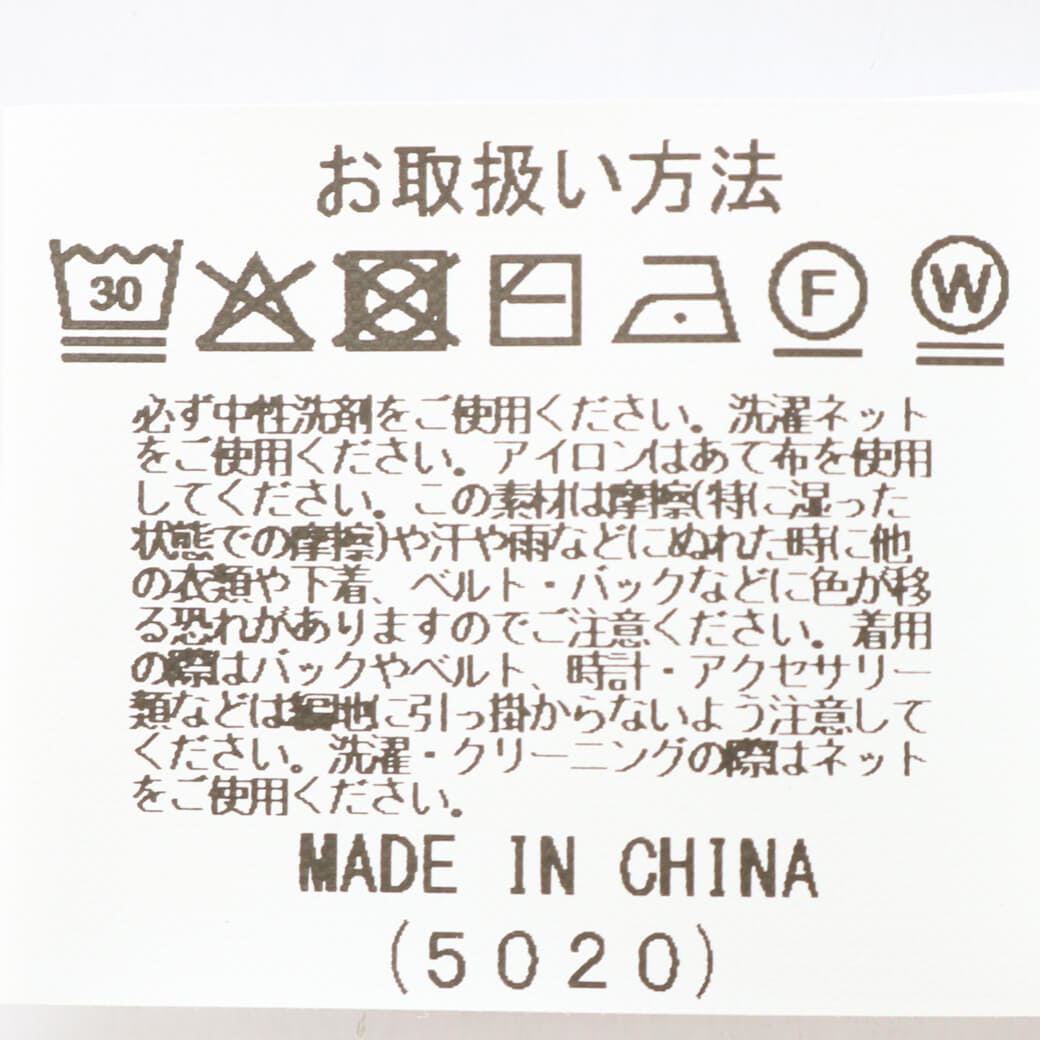 お取扱い方法
30 F W
必ず中性洗剤をご使用ください。洗濯ネット
をご使用ください。アイロンはあて布を使用
してください。この素材は摩擦(特に湿った
状態での摩擦)や汗や雨などにぬれた時に他
の衣類や下着、ベルト・バックなどに色が移
る恐れがありますのでご注意ください。着用
の際はバックやベルト、時計・アクセサリー
類などは編地に引っ掛からないよう注意して
ください。洗濯・クリーニングの際はネット
をご使用ください。
MADE IN CHINA
(5020)